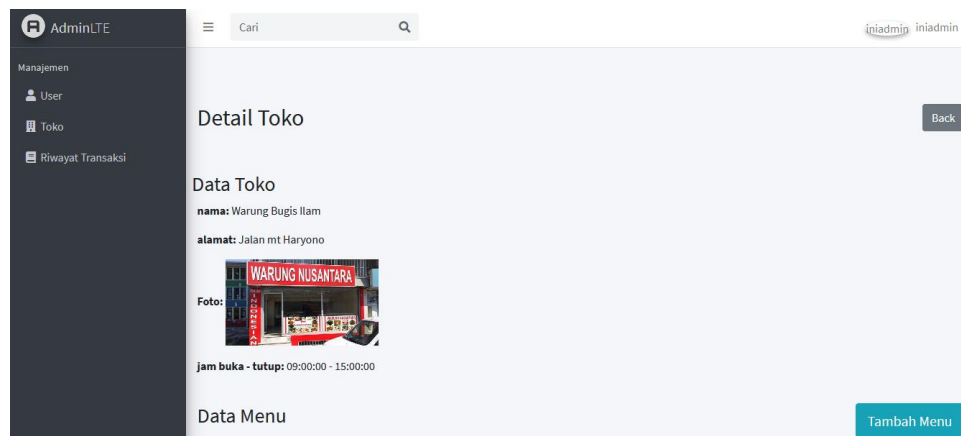 AdminLTE
Cari
iniadmin iniadmin
Manajemen
User
Toko
Riwayat Transaksi
Detail Toko
Back
Data Toko
nama: Warung Bugis Ilam
alamat: Jalan mt Haryono
Foto:
WARUNG NUSANTARA
INDONESIAN
jam buka - tutup: 09:00:00 - 15:00:00
Data Menu
Tambah Menu